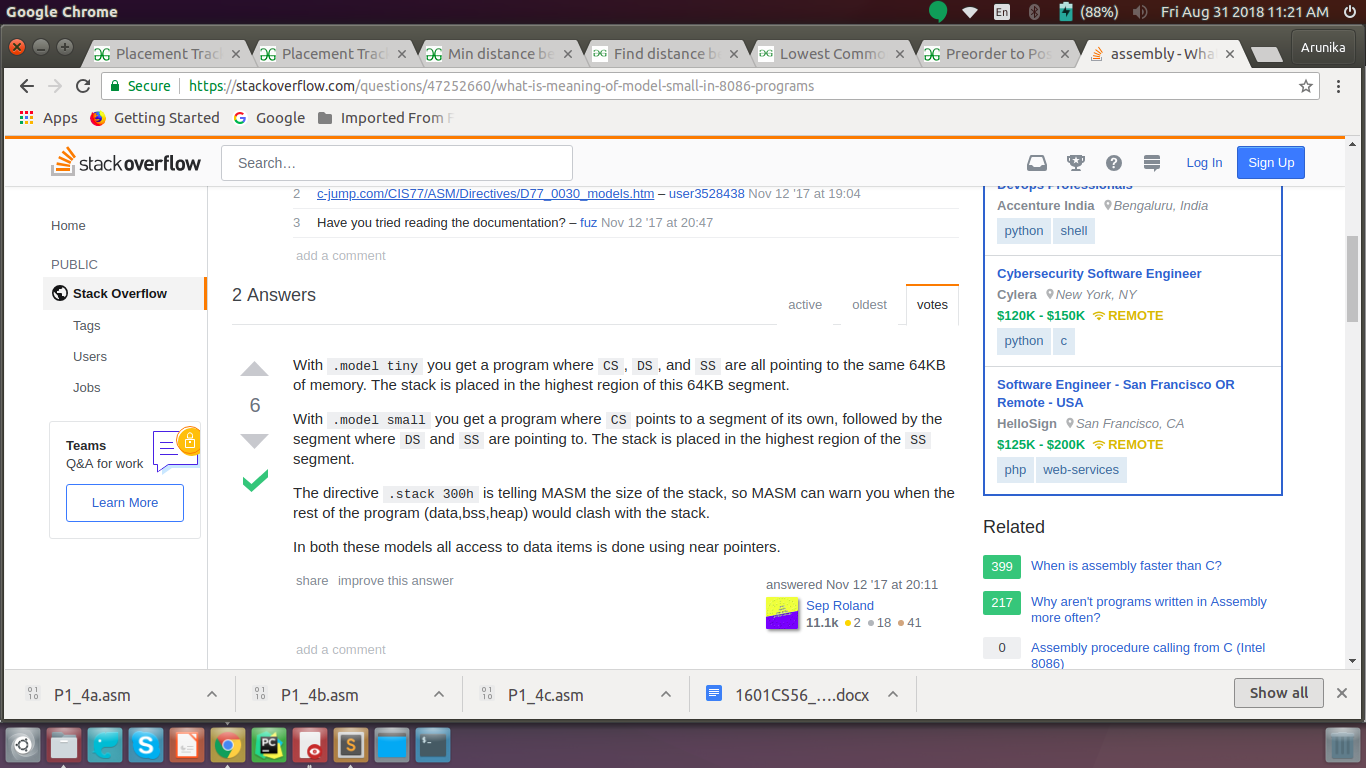 Google Chrome
En
(88%)
Fri Aug 31 2018 11:21 AM
Placement Trac
Placement Trac
Min distance be
Find distance be
Lowest Commo
Preorder to Pos
assembly - Wha
Arunika
Secure
https://stackoverflow.com/questions/47252660/what-is-meaning-of-model-small-in-8086-programs
Apps
Getting Started
Google
Imported From F
stackoverflow
Search…
Log In
Sign Up
Home
PUBLIC
Stack Overflow
Tags
Users
Jobs
Teams
Q&A for work
Learn More
2 c-jump.com/CIS77/ASM/Directives/D77_0030_models.htm – user3528438 Nov 12 '17 at 19:04
3 Have you tried reading the documentation? – fuz Nov 12 '17 at 20:47
add a comment
2 Answers
active
oldest
votes
6
With .model tiny you get a program where CS, DS, and SS are all pointing to the same 64KB
of memory. The stack is placed in the highest region of this 64KB segment.
With .model small you get a program where CS points to a segment of its own, followed by the
segment where DS and SS are pointing to. The stack is placed in the highest region of the SS
segment.
The directive .stack 300h is telling MASM the size of the stack, so MASM can warn you when the
rest of the program (data,bss,heap) would clash with the stack.
In both these models all access to data items is done using near pointers.
share improve this answer
answered Nov 12 '17 at 20:11
Sep Roland
11.1k 2 18 41
add a comment
Devops Professionals
Accenture India Bengaluru, India
python shell
Cybersecurity Software Engineer
Cylera New York, NY
$120K - $150K REMOTE
python c
Software Engineer - San Francisco OR
Remote - USA
HelloSign San Francisco, CA
$125K - $200K REMOTE
php web-services
Related
399 When is assembly faster than C?
217 Why aren't programs written in Assembly
more often?
0 Assembly procedure calling from C (Intel
8086)
P1_4a.asm
P1_4b.asm
P1_4c.asm
1601CS56_....docx
Show all